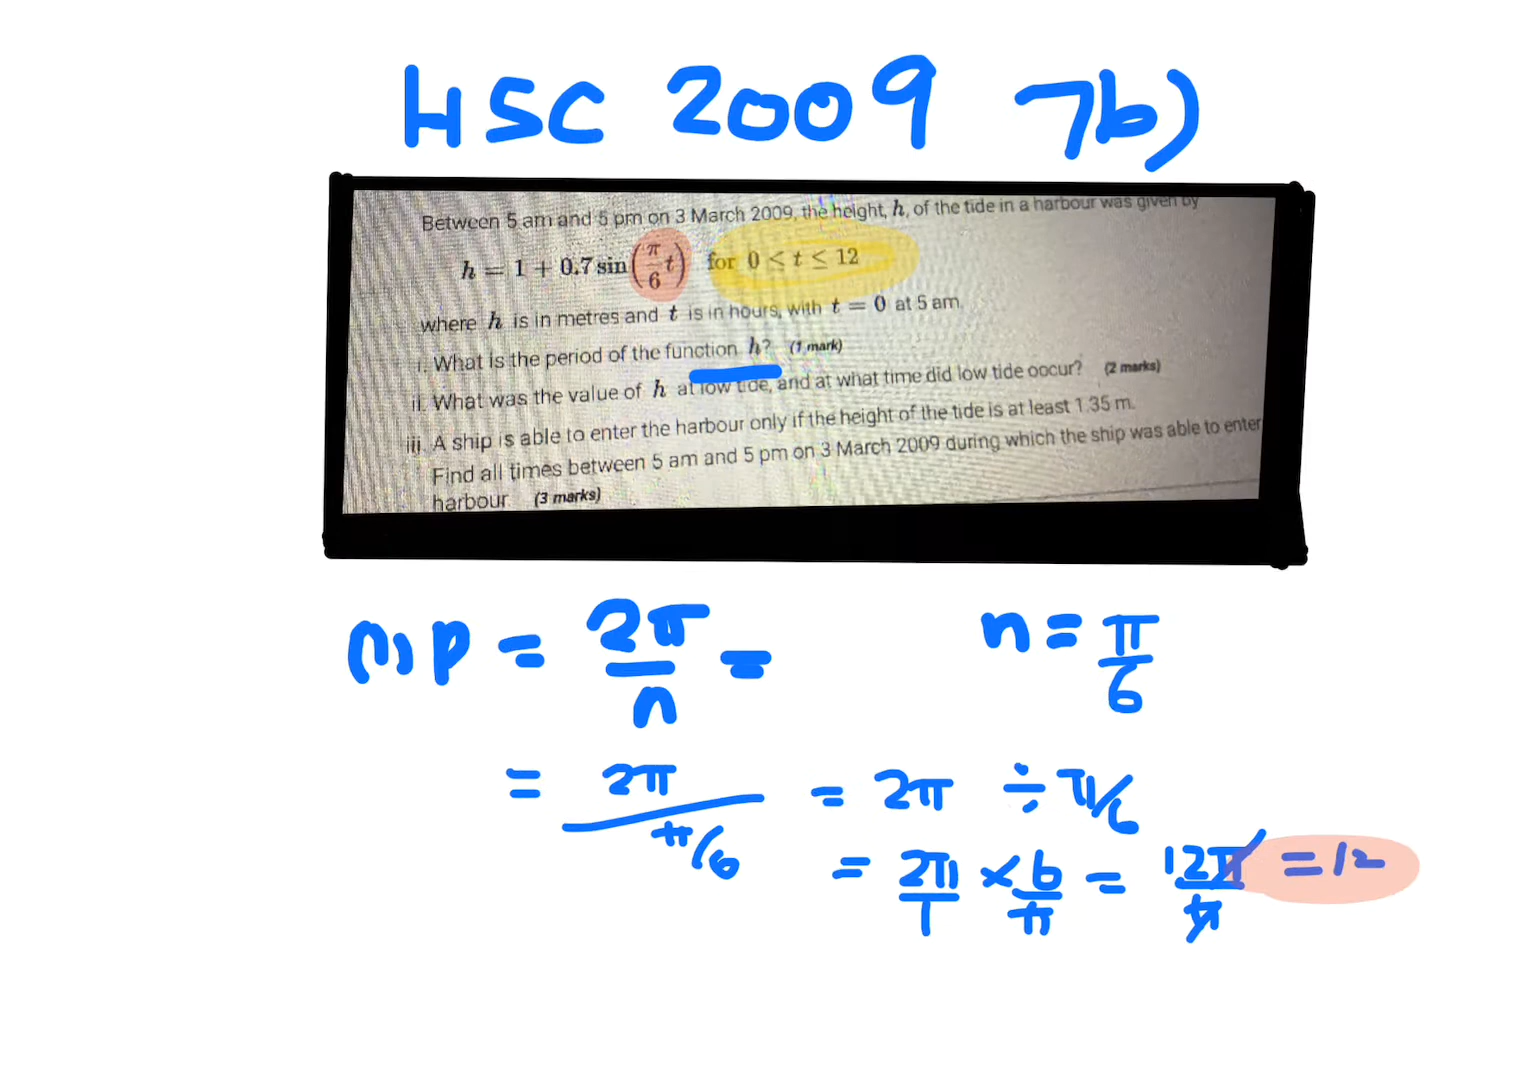 HSC 2009 7b)
Between 5 am and 5 pm on 3 March 2009, the height, h, of the tide in a harbour was given by
h = 1 + 0.7 sin(π/6 t) for 0 ≤ t ≤ 12
where h is in metres and t is in hours, with t = 0 at 5 am.
i. What is the period of the function h? (1 mark)
ii. What was the value of h at low tide, and at what time did low tide occur? (2 marks)
iii. A ship is able to enter the harbour only if the height of the tide is at least 1.35 m.
Find all times between 5 am and 5 pm on 3 March 2009 during which the ship was able to enter
harbour. (3 marks)
(i) P = 2π/n =
n = π/6
= 2π/(π/6) = 2π ÷ π/6
= 2π/1 × 6/π = 12π/π = 12